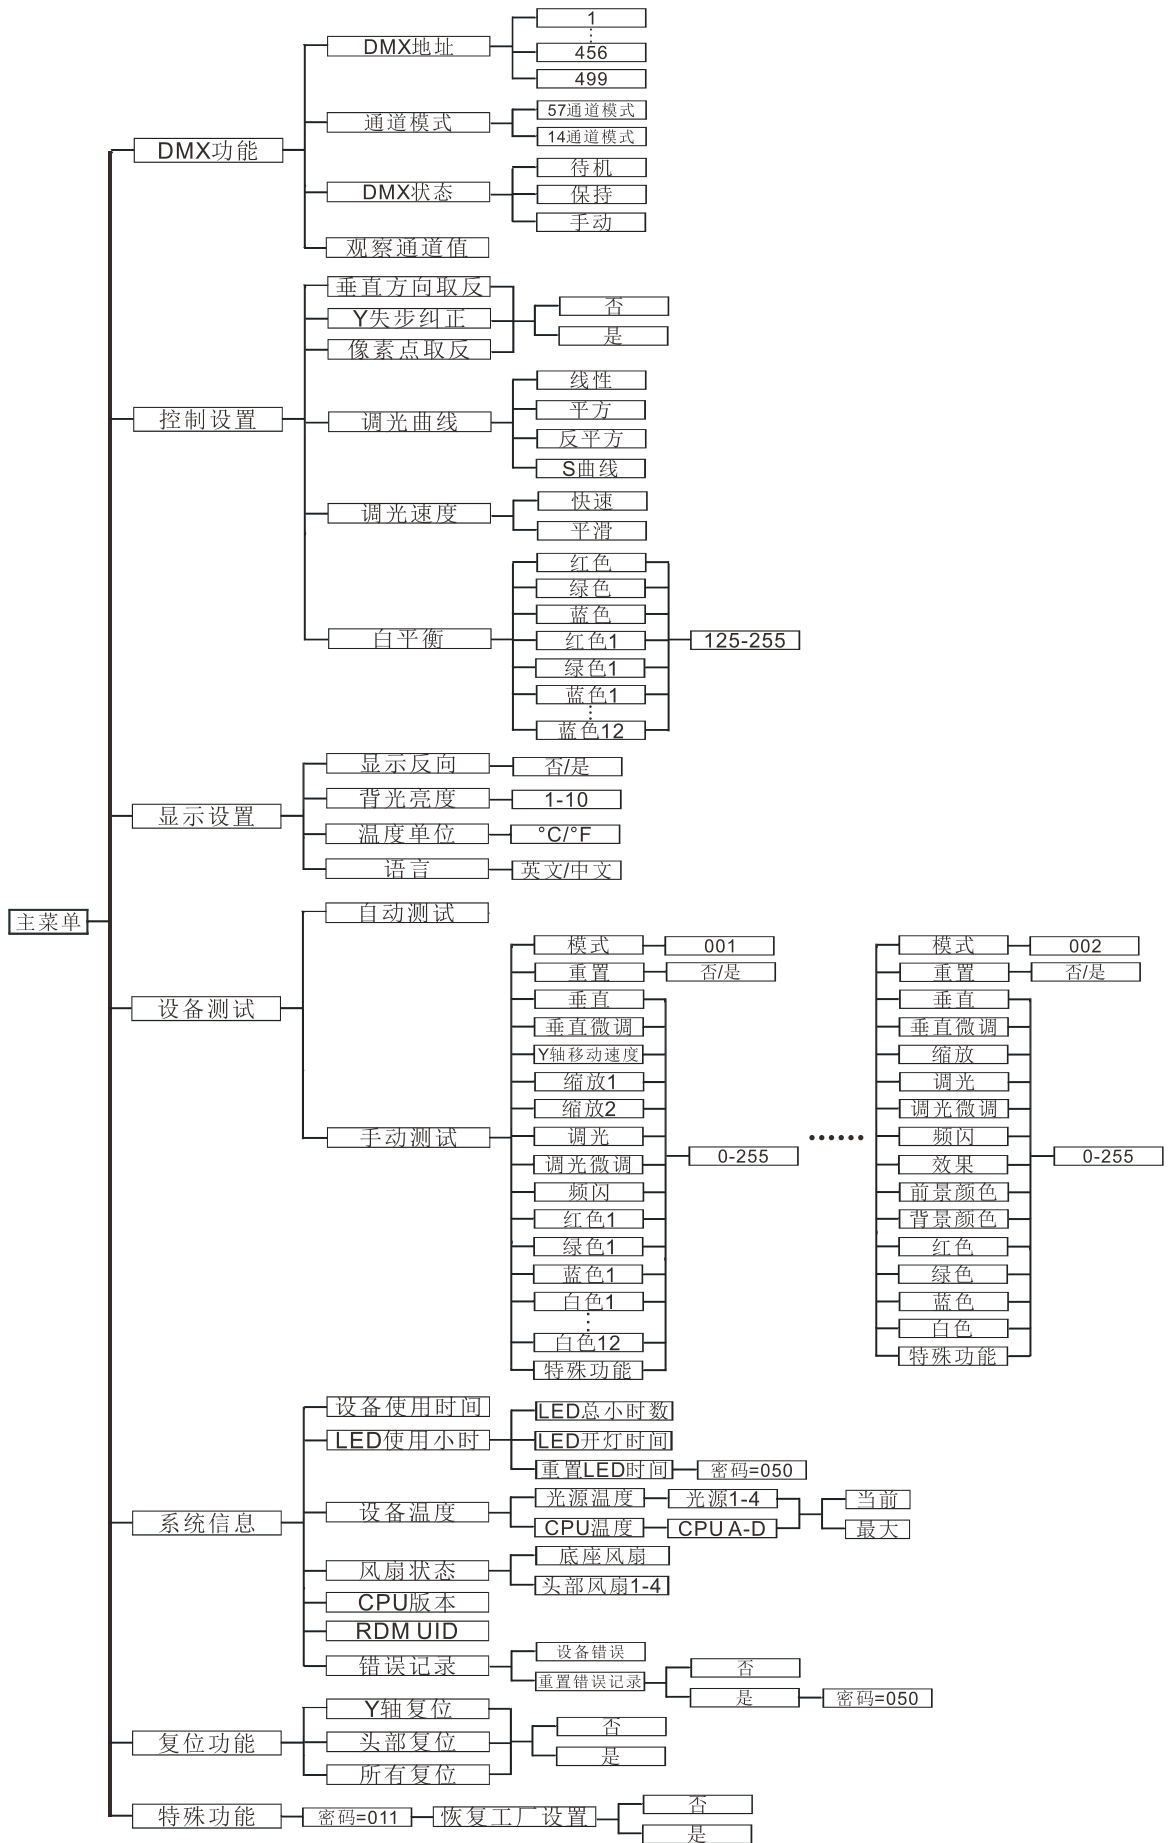 主菜单
DMX功能
DMX地址
1
456
499
通道模式
57通道模式
14通道模式
DMX状态
待机
保持
手动
观察通道值
控制设置
垂直方向取反
Y失步纠正
像素点取反
否
是
调光曲线
线性
平方
反平方
S曲线
调光速度
快速
平滑
白平衡
红色
绿色
蓝色
红色1
绿色1
蓝色1
蓝色12
125-255
显示设置
显示反向
否/是
背光亮度
1-10
温度单位
°C/°F
语言
英文/中文
设备测试
自动测试
手动测试
模式
001
重置
否/是
垂直
垂直微调
Y轴移动速度
缩放1
缩放2
调光
调光微调
频闪
红色1
绿色1
蓝色1
白色1
白色12
特殊功能
0-255
......
模式
002
重置
否/是
垂直
垂直微调
缩放
调光
调光微调
频闪
效果
前景颜色
背景颜色
红色
绿色
蓝色
白色
特殊功能
0-255
系统信息
设备使用时间
LED使用小时
LED总小时数
LED开灯时间
重置LED时间
密码=050
设备温度
光源温度
光源1-4
CPU温度
CPU A-D
当前
最大
风扇状态
底座风扇
头部风扇1-4
CPU版本
RDM UID
错误记录
设备错误
重置错误记录
否
是
密码=050
复位功能
Y轴复位
头部复位
所有复位
否
是
特殊功能
密码=011
恢复工厂设置
否
是